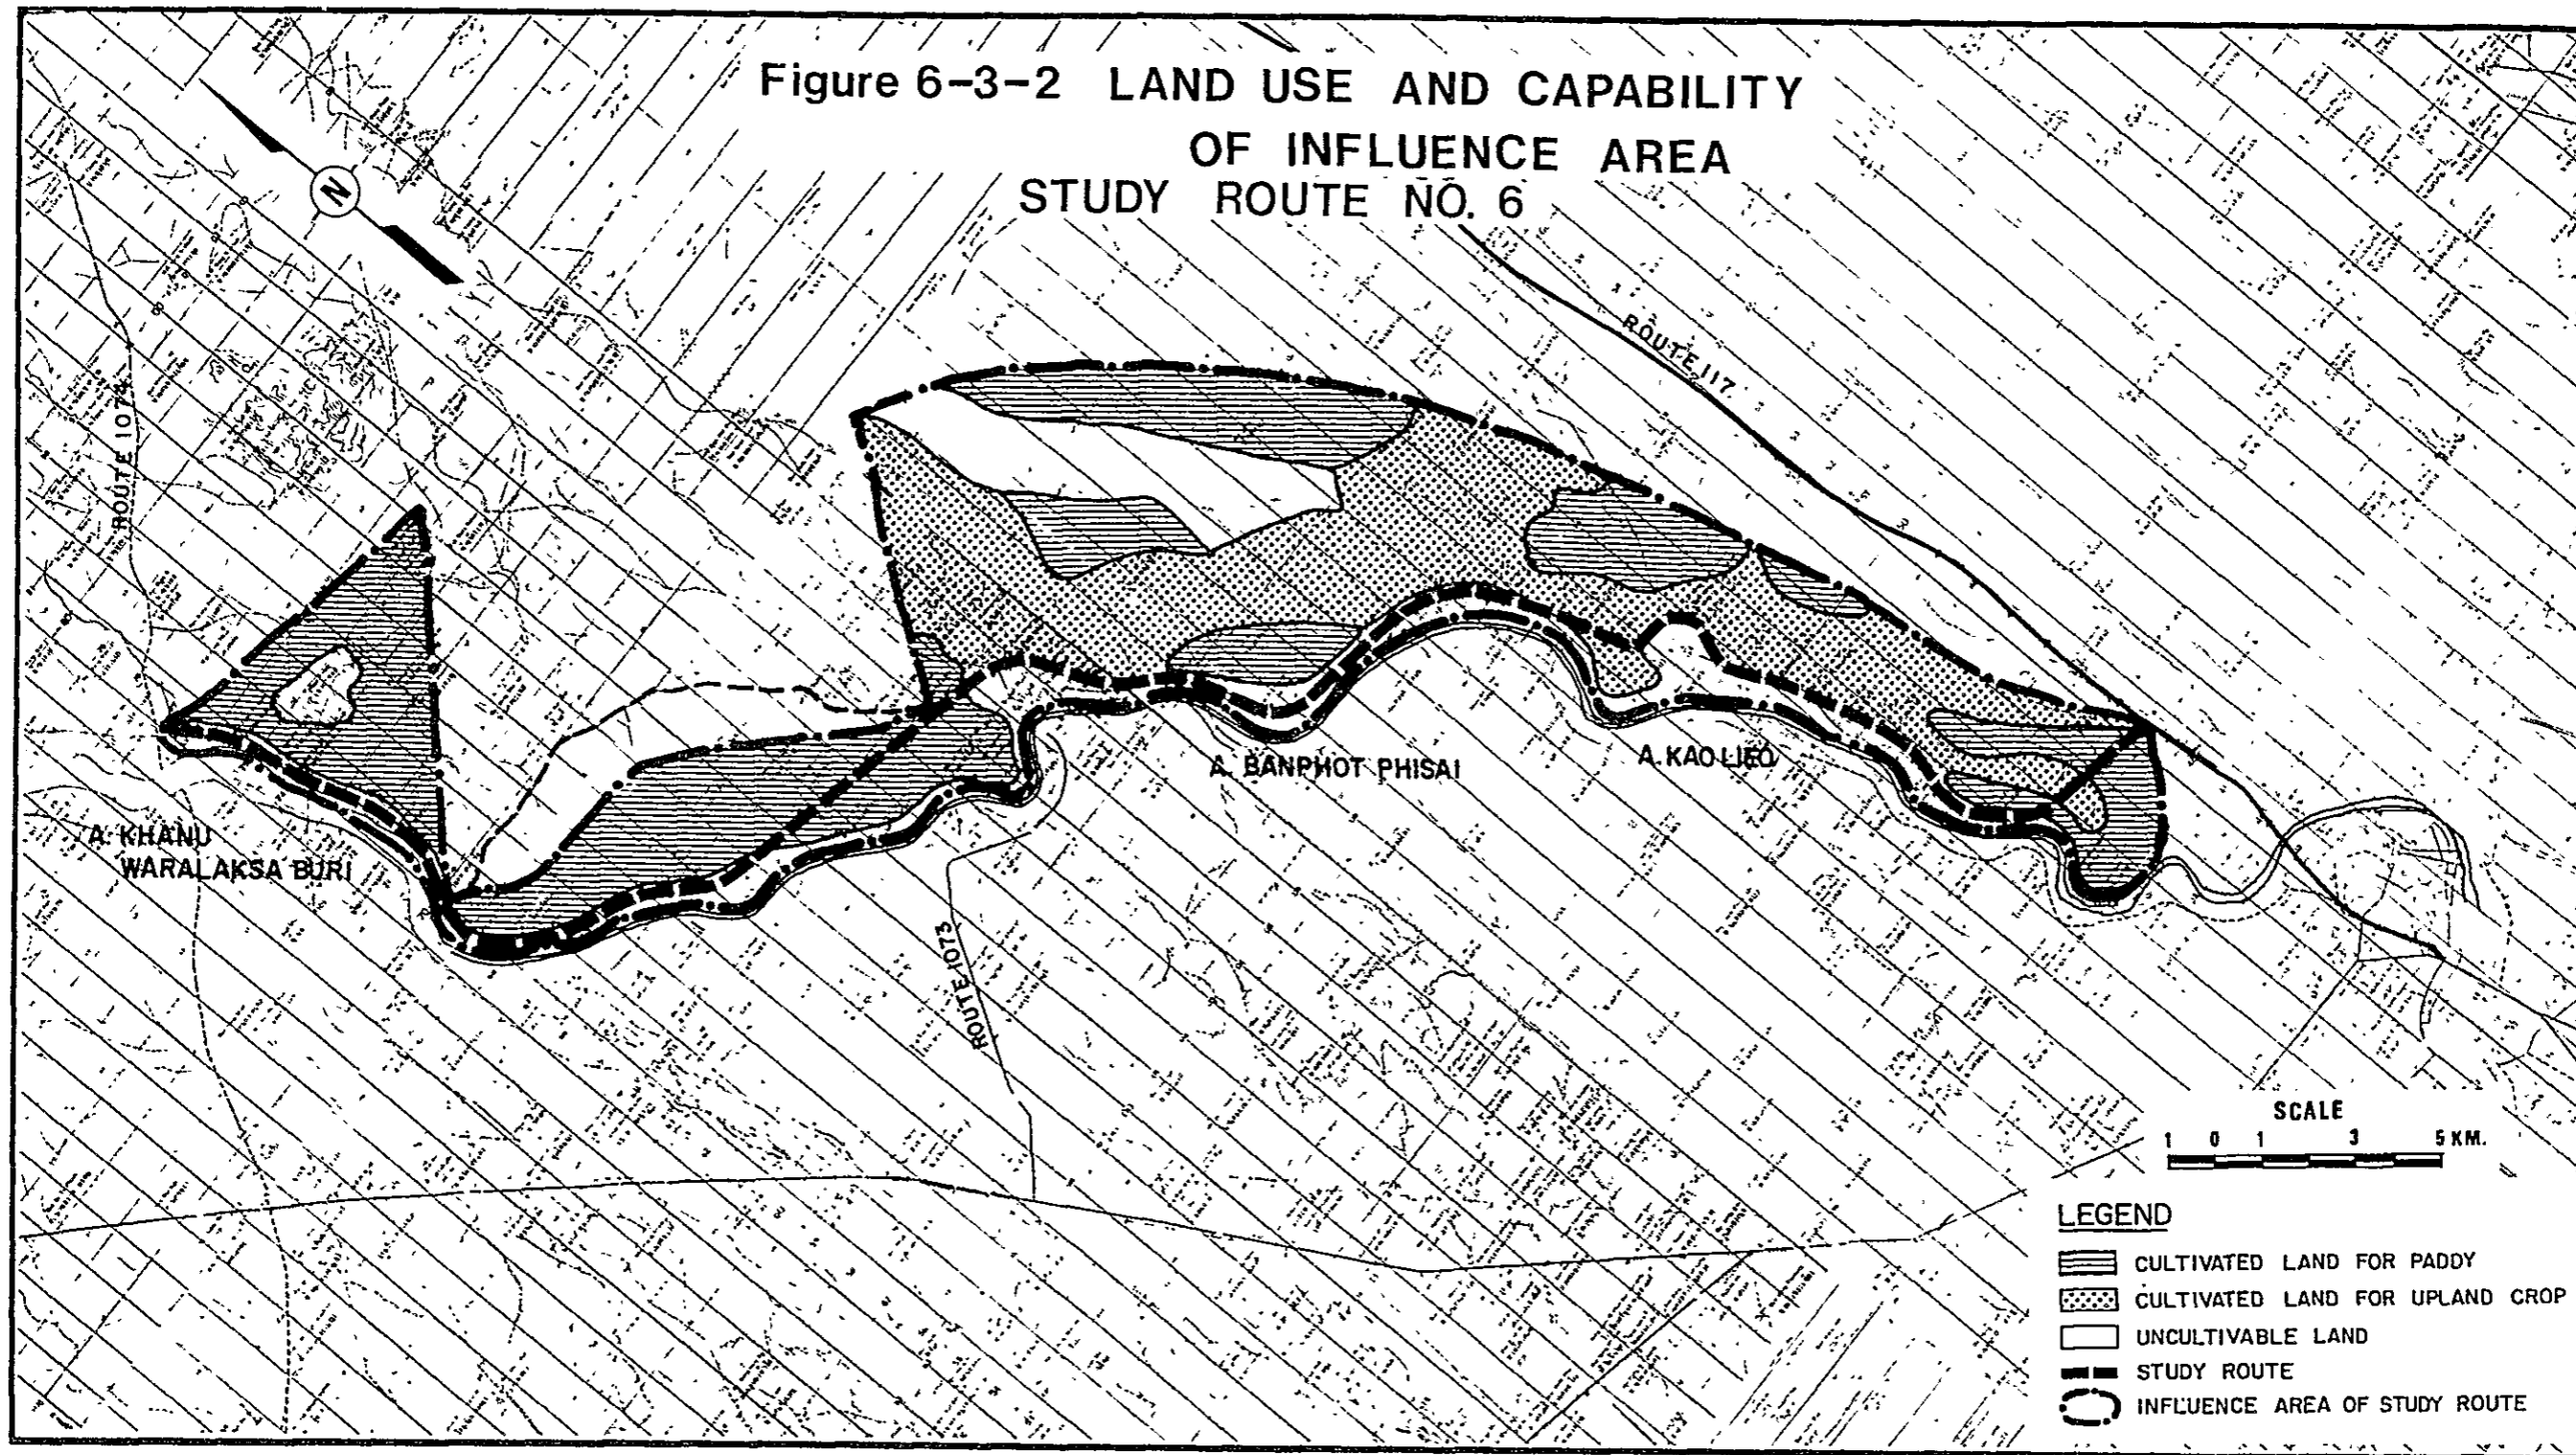 Figure 6-3-2 LAND USE AND CAPABILITY
OF INFLUENCE AREA
STUDY ROUTE NO. 6
N
ROUTE 117
ROUTE 1074
A. KHANU
WARALAKSA BURI
A. BANPHOT PHISAI
A. KAO LIEO
ROUTE 1073
SCALE
1 0 1 3 5 KM.
LEGEND
CULTIVATED LAND FOR PADDY
CULTIVATED LAND FOR UPLAND CROP
UNCULTIVABLE LAND
STUDY ROUTE
INFLUENCE AREA OF STUDY ROUTE